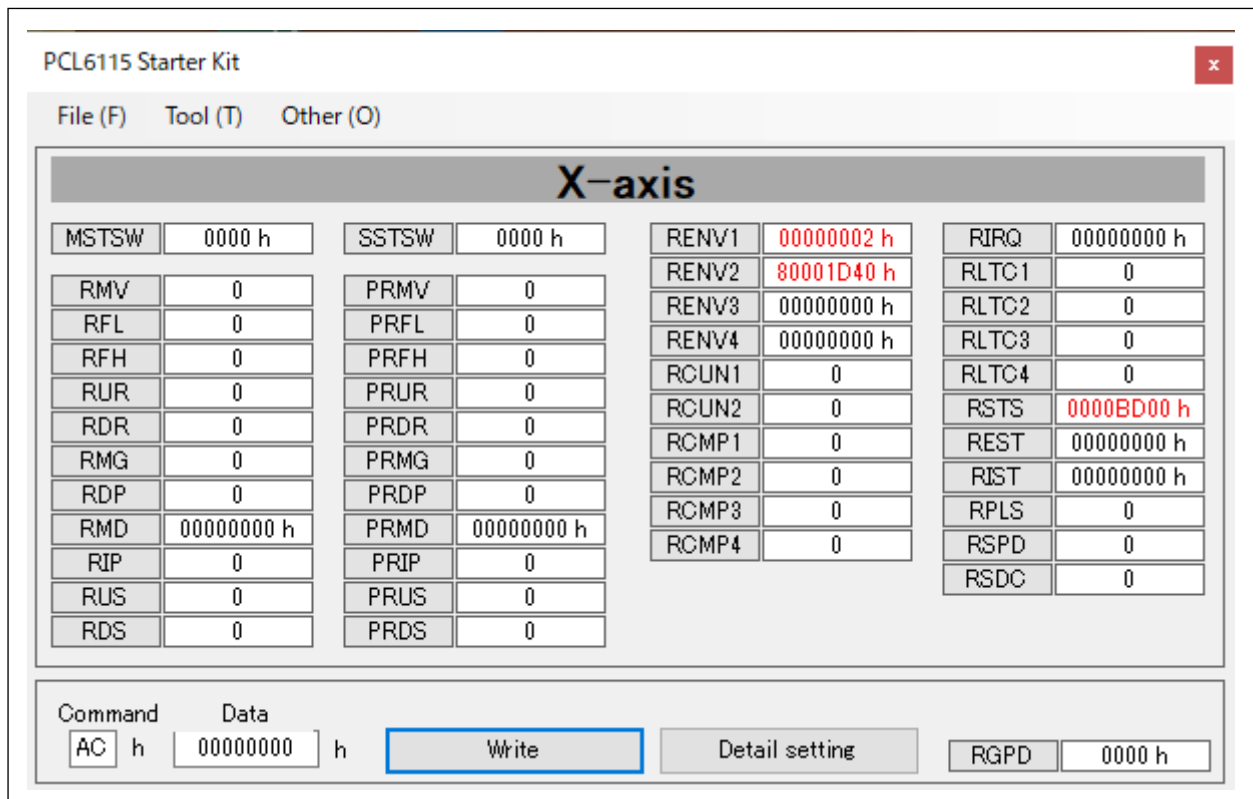 PCL6115 Starter Kit
x
File (F) Tool (T) Other (O)
X-axis
MSTSW 0000 h SSTSW 0000 h
RMV 0 PRMV 0
RFL 0 PRFL 0
RFH 0 PRFH 0
RUR 0 PRUR 0
RDR 0 PRDR 0
RMG 0 PRMG 0
RDP 0 PRDP 0
RMD 00000000 h PRMD 00000000 h
RIP 0 PRIP 0
RUS 0 PRUS 0
RDS 0 PRDS 0
RENV1 00000002 h RIRQ 00000000 h
RENV2 80001D40 h RLTC1 0
RENV3 00000000 h RLTC2 0
RENV4 00000000 h RLTC3 0
RCUN1 0 RLTC4 0
RCUN2 0 RSTS 0000BD00 h
RCMP1 0 REST 00000000 h
RCMP2 0 RIST 00000000 h
RCMP3 0 RPLS 0
RCMP4 0 RSPD 0
RSDC 0
Command Data
AC h 00000000 h Write Detail setting RGPD 0000 h